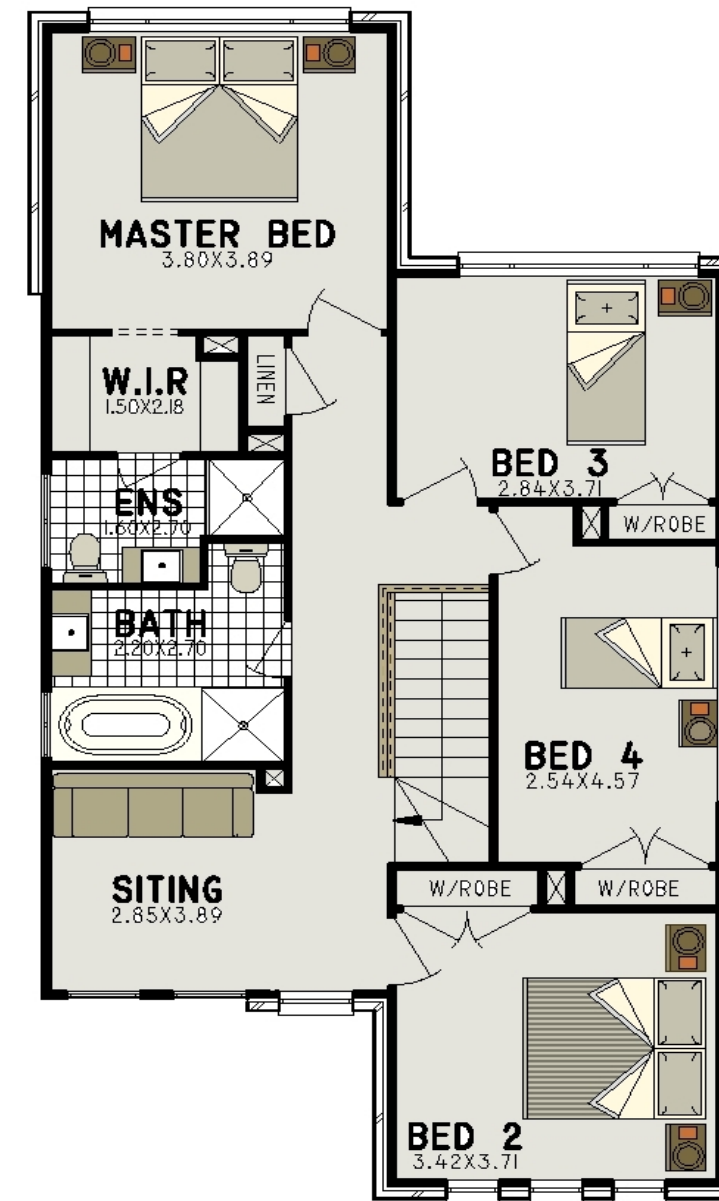 MASTER BED
3.80X3.89
W.I.R
1.50X2.18
LINEN
BED 3
2.84X3.71
W/ROBE
ENS
1.60X2.70
BATH
2.20X2.70
BED 4
2.54X4.57
SITING
2.85X3.89
W/ROBE
W/ROBE
BED 2
3.42X3.71